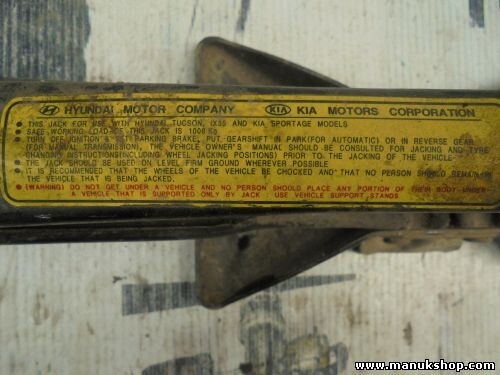 HYUNDAI MOTOR COMPANY KIA KIA MOTORS CORPORATION
• THIS JACK FOR USE WITH HYUNDAI TUCSON, IX35 AND KIA SPORTAGE MODELS
• SAFE WORKING LOAD OF THIS JACK IS 1000 Kg
• TURN OFF IGNITION & SET PARKING BRAKE, PUT GEARSHIFT IN PARK(FOR AUTOMATIC) OR IN REVERSE GEAR
(FOR MANUAL TRANSMISSION), THE VEHICLE OWNER'S MANUAL SHOULD BE CONSULTED FOR JACKING AND TYRE
CHANGING INSTRUCTIONS(INCLUDING WHEEL JACKING POSITIONS) PRIOR TO THE JACKING OF THE VEHICLE
• THE JACK SHOULD BE USED ON LEVEL FIRM GROUND WHEREVER POSSIBLE
• IT IS RECOMMENDED THAT THE WHEELS OF THE VEHICLE BE CHOCKED AND THAT NO PERSON SHOULD REMAIN IN
THE VEHICLE THAT IS BEING JACKED.
• (WARNING) DO NOT GET UNDER A VEHICLE AND NO PERSON SHOULD PLACE ANY PORTION OF THEIR BODY UNDER
A VEHICLE THAT IS SUPPORTED ONLY BY JACK : USE VEHICLE SUPPORT STANDS
www.manukshop.com